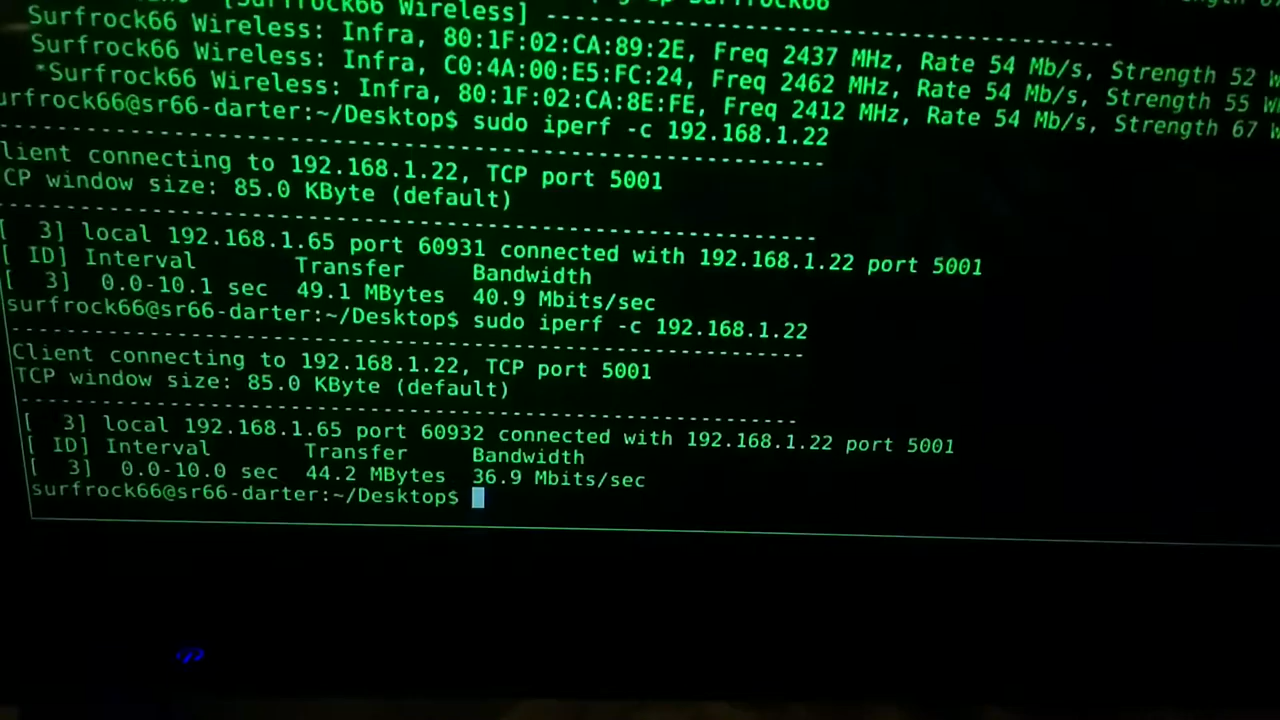 [Surfrock66 Wireless] ----------------------------------------------------
Surfrock66 Wireless: Infra, 80:1F:02:CA:89:2E, Freq 2437 MHz, Rate 54 Mb/s, Strength 52
Surfrock66 Wireless: Infra, C0:4A:00:E5:FC:24, Freq 2462 MHz, Rate 54 Mb/s, Strength 55
*Surfrock66 Wireless: Infra, 80:1F:02:CA:8E:FE, Freq 2412 MHz, Rate 54 Mb/s, Strength 67
urfrock66@sr66-darter:~/Desktop$ sudo iperf -c 192.168.1.22
------------------------------------------------------------
lient connecting to 192.168.1.22, TCP port 5001
CP window size: 85.0 KByte (default)
------------------------------------------------------------
[  3] local 192.168.1.65 port 60931 connected with 192.168.1.22 port 5001
[ ID] Interval       Transfer     Bandwidth
[  3]  0.0-10.1 sec  49.1 MBytes  40.9 Mbits/sec
surfrock66@sr66-darter:~/Desktop$ sudo iperf -c 192.168.1.22
------------------------------------------------------------
Client connecting to 192.168.1.22, TCP port 5001
TCP window size: 85.0 KByte (default)
------------------------------------------------------------
[  3] local 192.168.1.65 port 60932 connected with 192.168.1.22 port 5001
[ ID] Interval       Transfer     Bandwidth
[  3]  0.0-10.0 sec  44.2 MBytes  36.9 Mbits/sec
surfrock66@sr66-darter:~/Desktop$